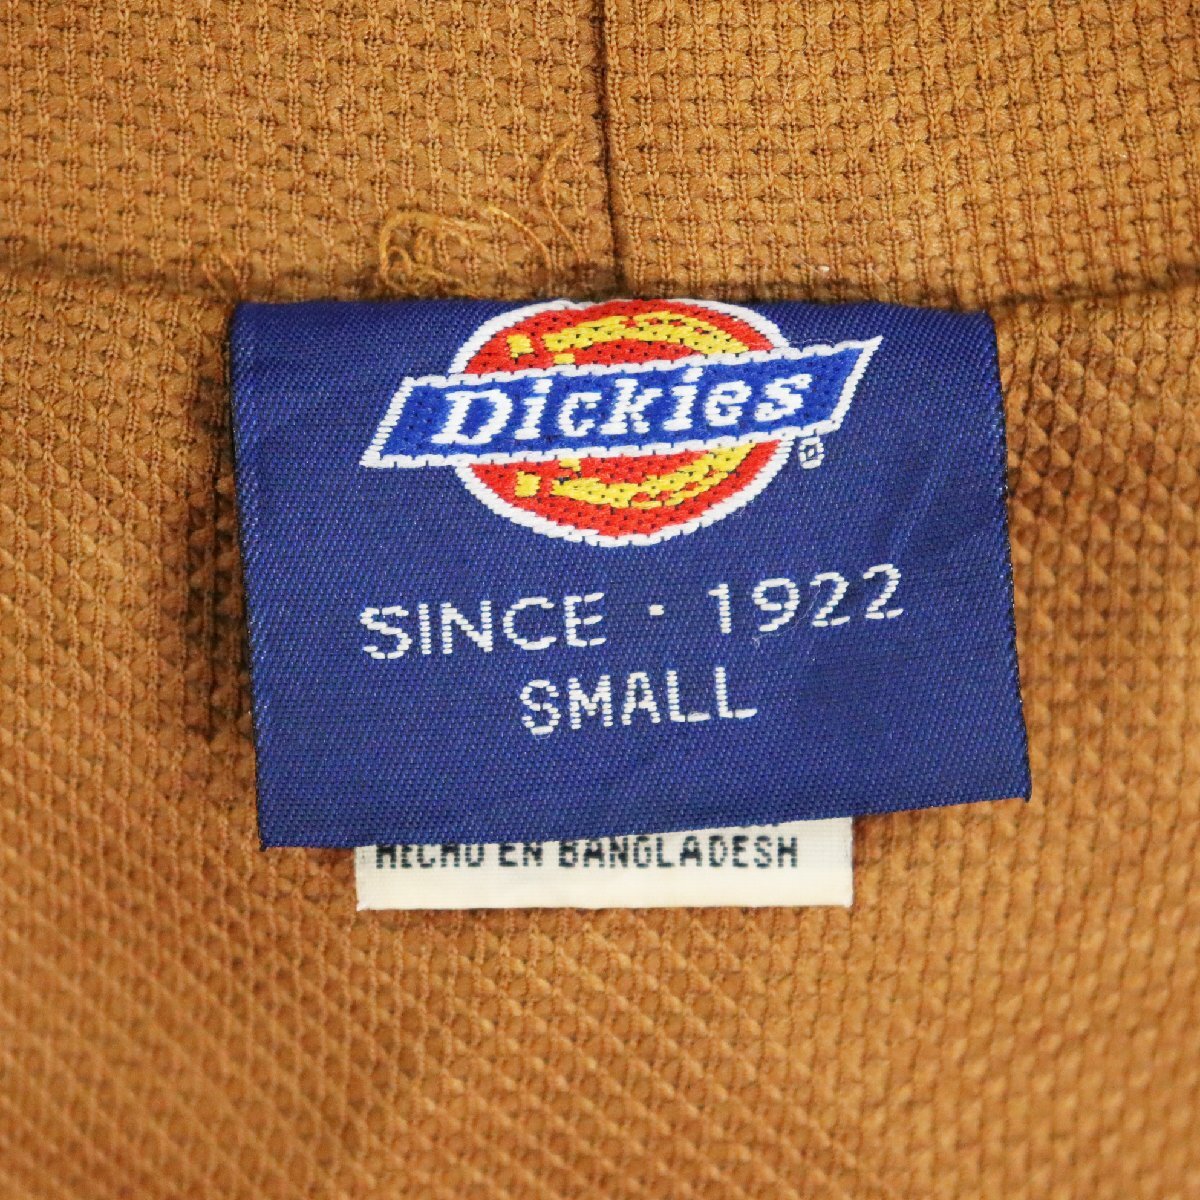 Dickies®
SINCE · 1922
SMALL
HECHO EN BANGLADESH